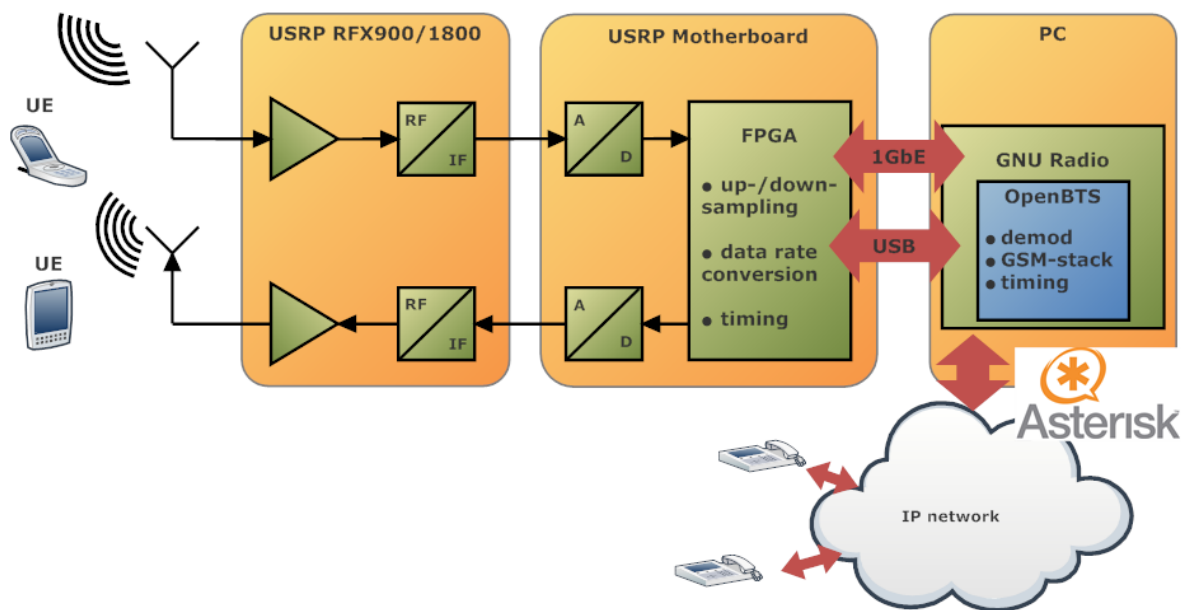 USRP RFX900/1800
USRP Motherboard
PC
UE
RF
IF
A
D
FPGA
● up-/down-
sampling
● data rate
conversion
● timing
1GbE
USB
GNU Radio
OpenBTS
● demod
● GSM-stack
● timing
UE
RF
IF
A
D
Asterisk
IP network